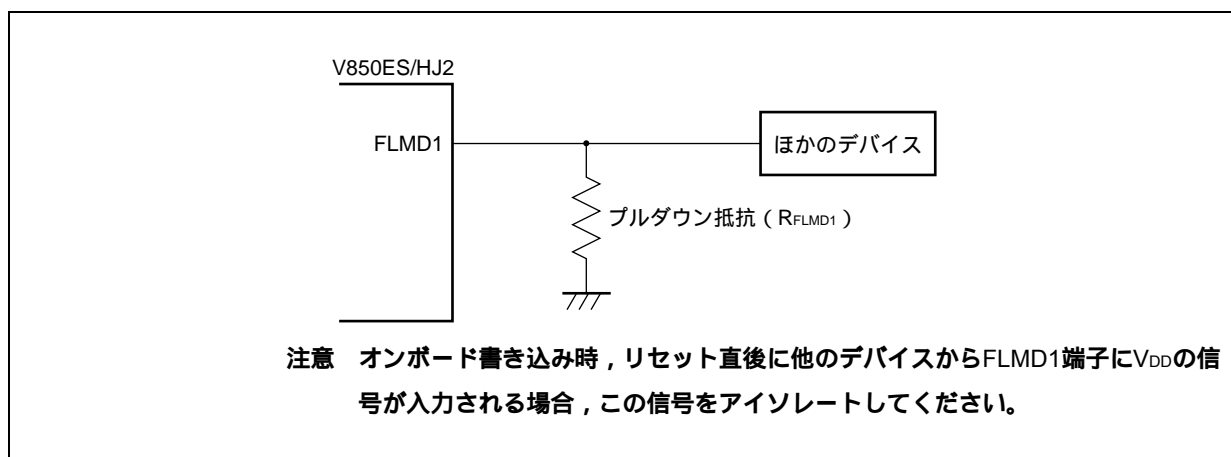 V850ES/HJ2
FLMD1
ほかのデバイス
プルダウン抵抗（RFLMD1）
注意　オンボード書き込み時，リセット直後に他のデバイスからFLMD1端子にVDDの信
号が入力される場合，この信号をアイソレートしてください。